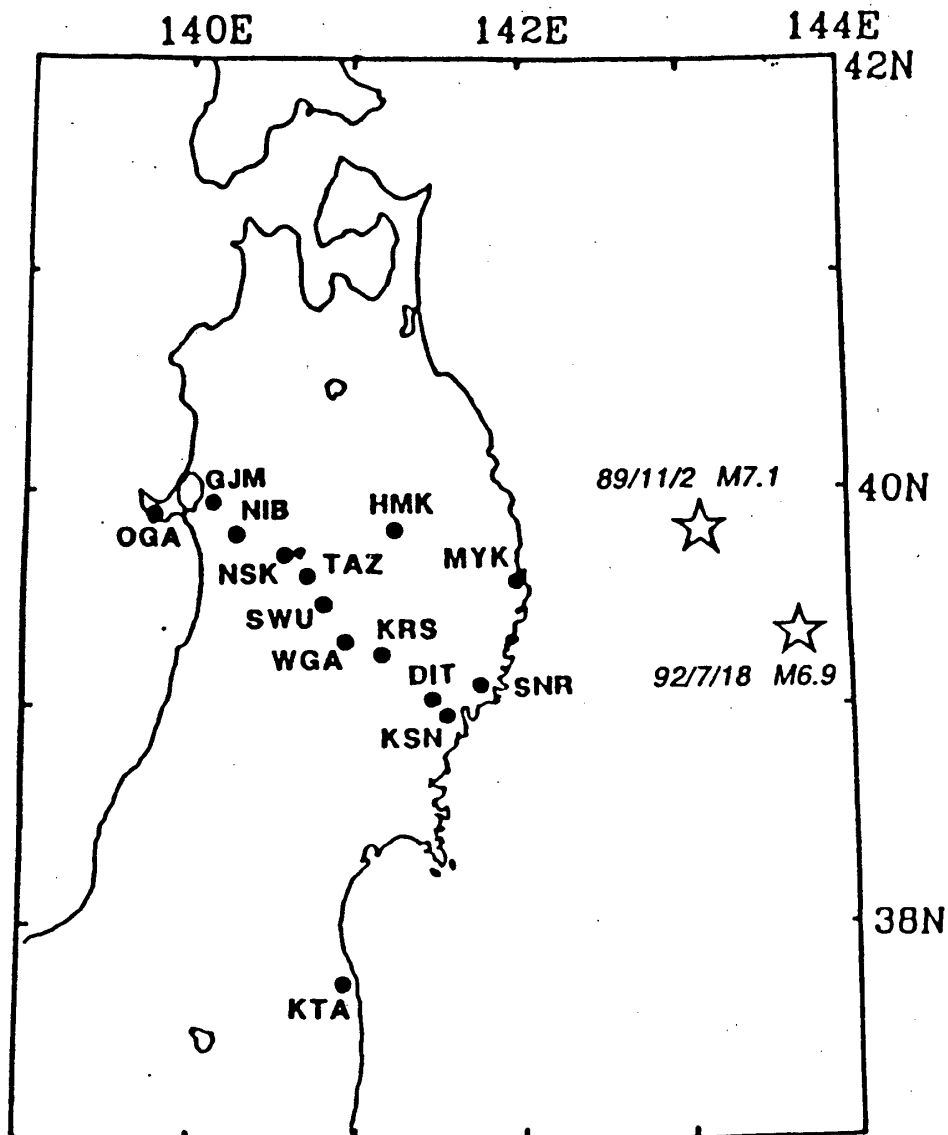 140E 142E 144E
42N
89/11/2 M7.1
40N
GJM
NIB
HMK
OGA
MYK
NSK
TAZ
SWU
KRS
WGA
92/7/18 M6.9
DIT
SNR
KSN
38N
KTA